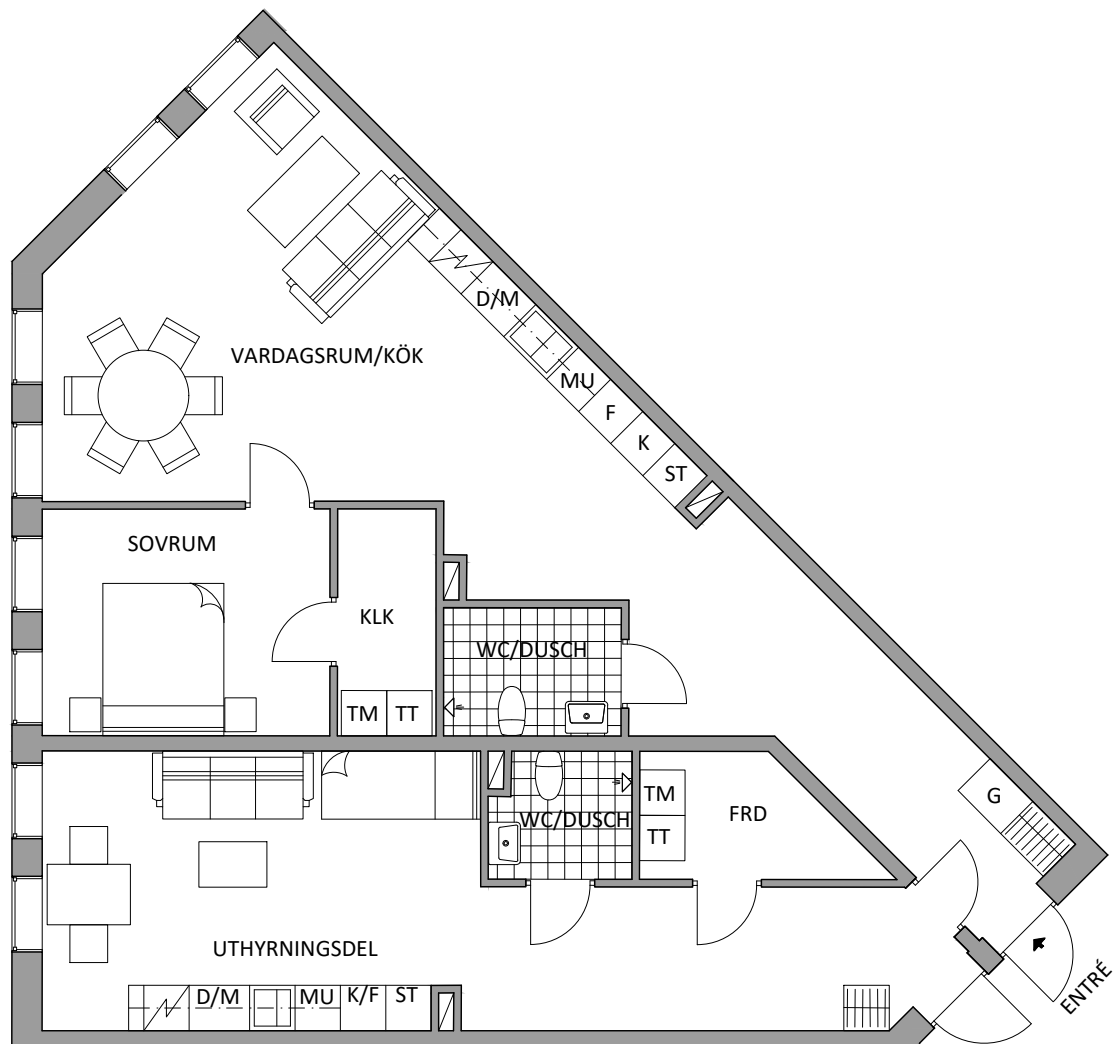 D/M
VARDAGSRUM/KÖK
MU
F
K
ST
SOVRUM
KLK
WC/DUSCH
TM
TT
G
TM
WC/DUSCH
FRD
TT
UTHYRNINGSDEL
D/M
MU
K/F
ST
ENTRÉ